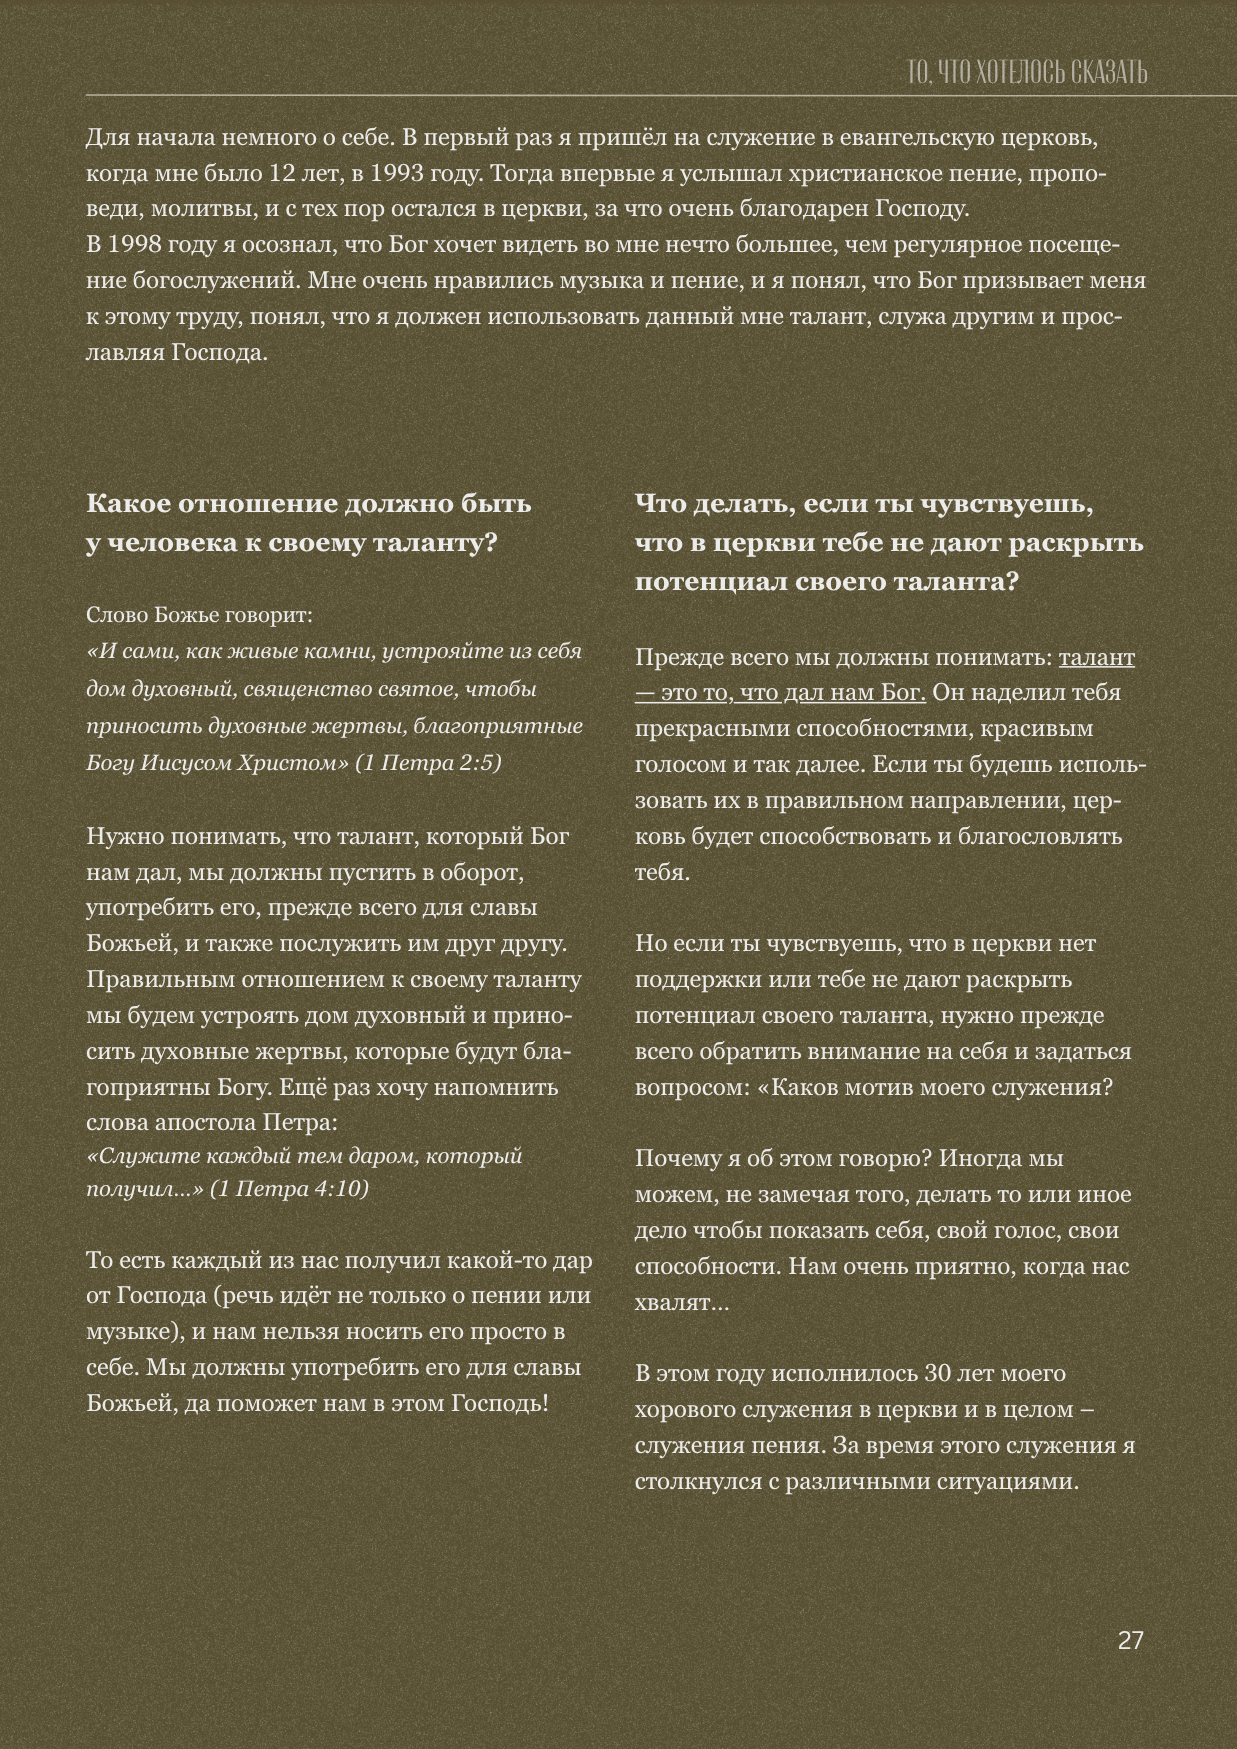 ТО, ЧТО ХОТЕЛОСЬ СКАЗАТЬ
Для начала немного о себе. В первый раз я пришёл на служение в евангельскую церковь,
когда мне было 12 лет, в 1993 году. Тогда впервые я услышал христианское пение, пропо-
веди, молитвы, и с тех пор остался в церкви, за что очень благодарен Господу.
В 1998 году я осознал, что Бог хочет видеть во мне нечто большее, чем регулярное посеще-
ние богослужений. Мне очень нравились музыка и пение, и я понял, что Бог призывает меня
к этому труду, понял, что я должен использовать данный мне талант, служа другим и прос-
лавляя Господа.
Какое отношение должно быть
у человека к своему таланту?
Слово Божье говорит:
«И сами, как живые камни, устрояйте из себя
дом духовный, священство святое, чтобы
приносить духовные жертвы, благоприятные
Богу Иисусом Христом» (1 Петра 2:5)
Нужно понимать, что талант, который Бог
нам дал, мы должны пустить в оборот,
употребить его, прежде всего для славы
Божьей, и также послужить им друг другу.
Правильным отношением к своему таланту
мы будем устроять дом духовный и прино-
сить духовные жертвы, которые будут бла-
гоприятны Богу. Ещё раз хочу напомнить
слова апостола Петра:
«Служите каждый тем даром, который
получил...» (1 Петра 4:10)
То есть каждый из нас получил какой-то дар
от Господа (речь идёт не только о пении или
музыке), и нам нельзя носить его просто в
себе. Мы должны употребить его для славы
Божьей, да поможет нам в этом Господь!
Что делать, если ты чувствуешь,
что в церкви тебе не дают раскрыть
потенциал своего таланта?
Прежде всего мы должны понимать: талант
— это то, что дал нам Бог. Он наделил тебя
прекрасными способностями, красивым
голосом и так далее. Если ты будешь исполь-
зовать их в правильном направлении, цер-
ковь будет способствовать и благословлять
тебя.
Но если ты чувствуешь, что в церкви нет
поддержки или тебе не дают раскрыть
потенциал своего таланта, нужно прежде
всего обратить внимание на себя и задаться
вопросом: «Каков мотив моего служения?
Почему я об этом говорю? Иногда мы
можем, не замечая того, делать то или иное
дело чтобы показать себя, свой голос, свои
способности. Нам очень приятно, когда нас
хвалят...
В этом году исполнилось 30 лет моего
хорового служения в церкви и в целом –
служения пения. За время этого служения я
столкнулся с различными ситуациями.
27